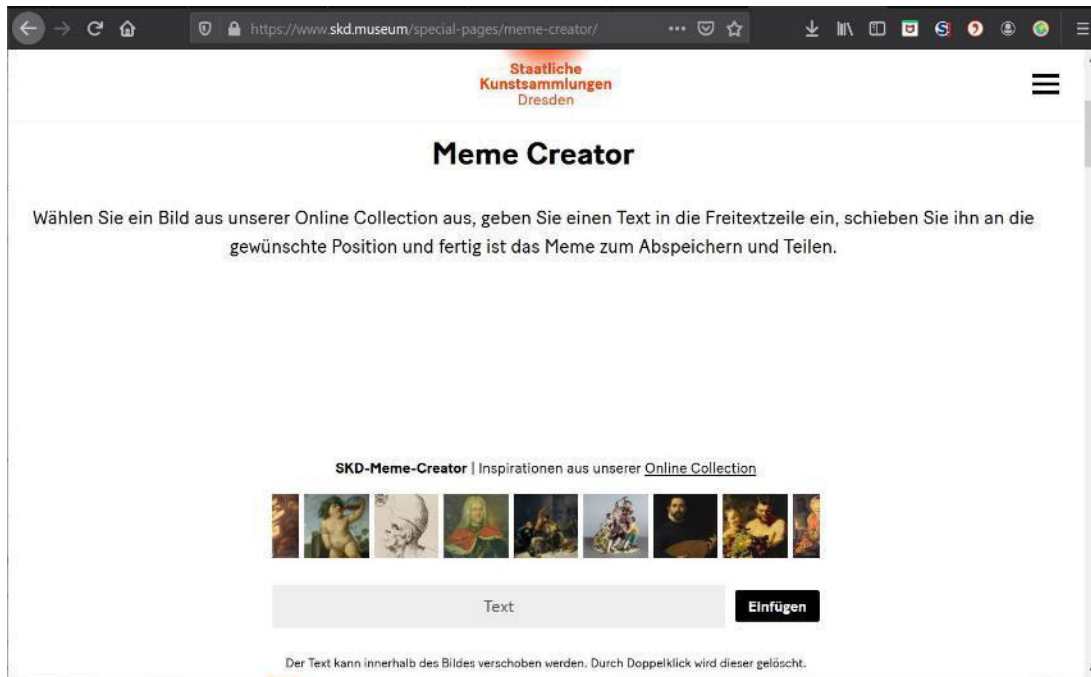 https://www.skd.museum/special-pages/meme-creator/
Staatliche
Kunstsammlungen
Dresden
Meme Creator
Wählen Sie ein Bild aus unserer Online Collection aus, geben Sie einen Text in die Freitextzeile ein, schieben Sie ihn an die
gewünschte Position und fertig ist das Meme zum Abspeichern und Teilen.
SKD-Meme-Creator | Inspirationen aus unserer Online Collection
Text
Einfügen
Der Text kann innerhalb des Bildes verschoben werden. Durch Doppelklick wird dieser gelöscht.